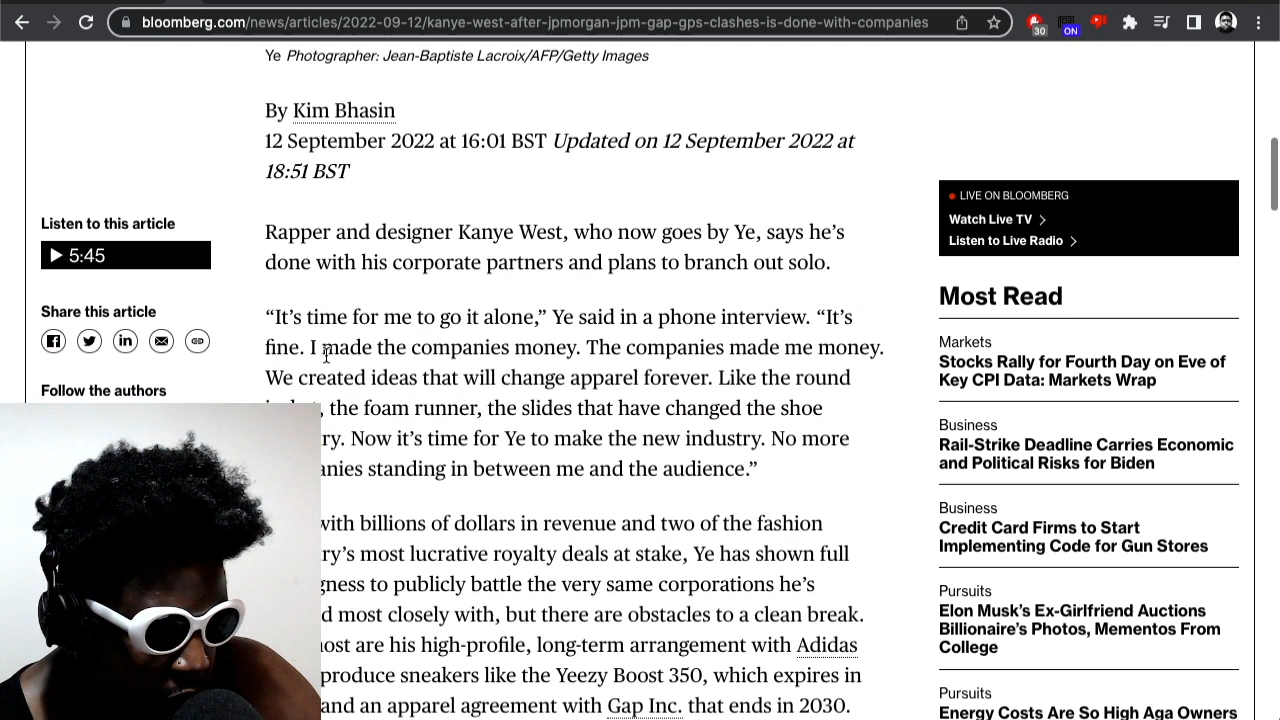 bloomberg.com/news/articles/2022-09-12/kanye-west-after-jpmorgan-jpm-gap-gps-clashes-is-done-with-companies
30
ON
Ye Photographer: Jean-Baptiste Lacroix/AFP/Getty Images
By Kim Bhasin
12 September 2022 at 16:01 BST Updated on 12 September 2022 at
18:51 BST
Listen to this article
5:45
Share this article
Follow the authors
Rapper and designer Kanye West, who now goes by Ye, says he’s
done with his corporate partners and plans to branch out solo.
“It’s time for me to go it alone,” Ye said in a phone interview. “It’s
fine. I made the companies money. The companies made me money.
We created ideas that will change apparel forever. Like the round
the foam runner, the slides that have changed the shoe
ry. Now it’s time for Ye to make the new industry. No more
anies standing in between me and the audience.”
with billions of dollars in revenue and two of the fashion
ry’s most lucrative royalty deals at stake, Ye has shown full
gness to publicly battle the very same corporations he’s
d most closely with, but there are obstacles to a clean break.
ost are his high-profile, long-term arrangement with Adidas
produce sneakers like the Yeezy Boost 350, which expires in
and an apparel agreement with Gap Inc. that ends in 2030.
LIVE ON BLOOMBERG
Watch Live TV
Listen to Live Radio
Most Read
Markets
Stocks Rally for Fourth Day on Eve of
Key CPI Data: Markets Wrap
Business
Rail-Strike Deadline Carries Economic
and Political Risks for Biden
Business
Credit Card Firms to Start
Implementing Code for Gun Stores
Pursuits
Elon Musk’s Ex-Girlfriend Auctions
Billionaire’s Photos, Mementos From
College
Pursuits
Energy Costs Are So High Aga Owners